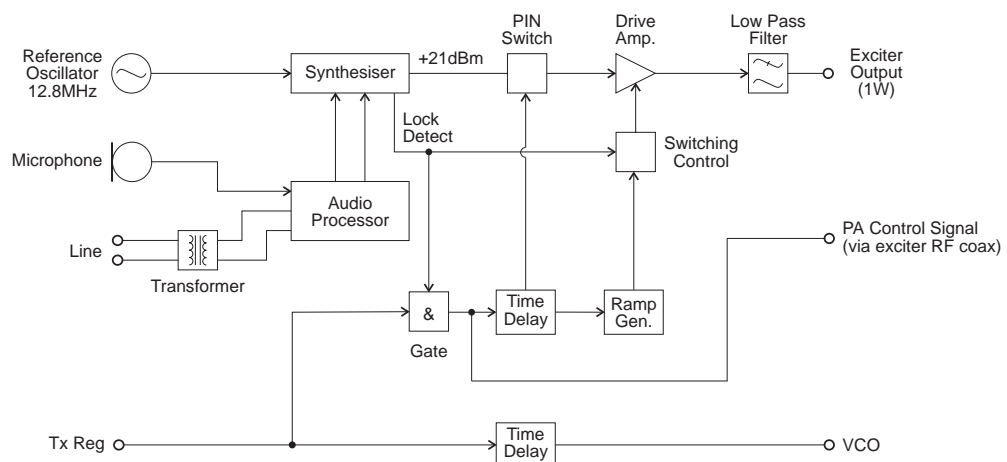 PIN
Switch
Drive
Amp.
Low Pass
Filter
Reference
Oscillator
12.8MHz
Synthesiser
+21dBm
Exciter
Output
(1W)
Lock
Detect
Switching
Control
Microphone
Audio
Processor
Line
Transformer
PA Control Signal
(via exciter RF coax)
&
Gate
Time
Delay
Ramp
Gen.
Tx Reg
Time
Delay
VCO